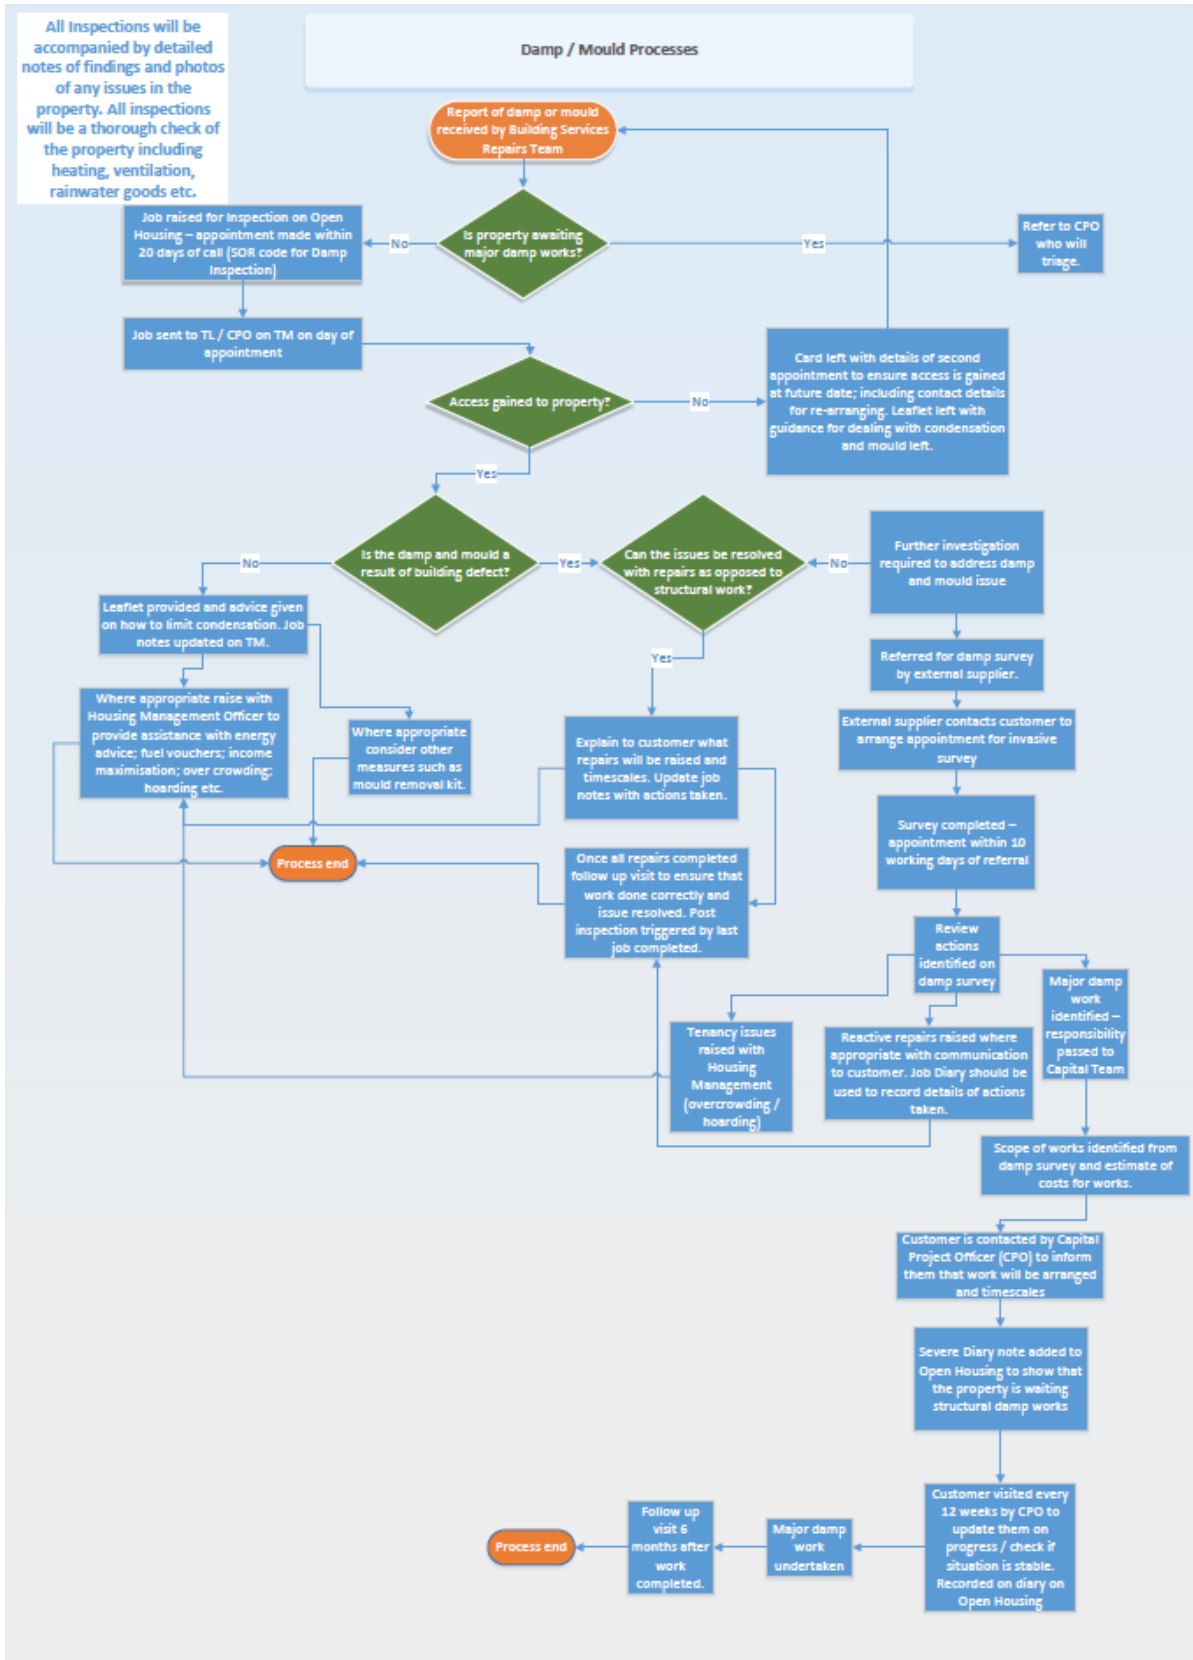 All Inspections will be
accompanied by detailed
notes of findings and photos
of any issues in the
property. All inspections
will be a thorough check of
the property including
heating, ventilation,
rainwater goods etc.
Damp / Mould Processes
Report of damp or mould
received by Building Services
Repairs Team
Is property awaiting
major damp works?
No
Yes
Job raised for Inspection on Open
Housing – appointment made within
20 days of call (SOR code for Damp
Inspection)
Refer to CPO
who will
triage.
Job sent to TL / CPO on TM on day of
appointment
Access gained to property?
No
Card left with details of second
appointment to ensure access is gained
at future date; including contact details
for re-arranging. Leaflet left with
guidance for dealing with condensation
and mould left.
Yes
Is the damp and mould a
result of building defect?
No
Yes
Can the issues be resolved
with repairs as opposed to
structural work?
No
Further investigation
required to address damp
and mould issue
Leaflet provided and advice given
on how to limit condensation. Job
notes updated on TM.
Yes
Referred for damp survey
by external supplier.
Where appropriate raise with
Housing Management Officer to
provide assistance with energy
advice; fuel vouchers; income
maximisation; over crowding;
hoarding etc.
Where appropriate
consider other
measures such as
mould removal kit.
Explain to customer what
repairs will be raised and
timescales. Update job
notes with actions taken.
External supplier contacts customer to
arrange appointment for invasive
survey
Survey completed –
appointment within 10
working days of referral
Process end
Once all repairs completed
follow up visit to ensure that
work done correctly and
issue resolved. Post
inspection triggered by last
job completed.
Review
actions
identified on
damp survey
Major damp
work
identified –
responsibility
passed to
Capital Team
Tenancy issues
raised with
Housing
Management
(overcrowding /
hoarding)
Reactive repairs raised where
appropriate with communication
to customer. Job Diary should be
used to record details of actions
taken.
Scope of works identified from
damp survey and estimate of
costs for works.
Customer is contacted by Capital
Project Officer (CPO) to inform
them that work will be arranged
and timescales
Severe Diary note added to
Open Housing to show that
the property is waiting
structural damp works
Customer visited every
12 weeks by CPO to
update them on
progress / check if
situation is stable.
Recorded on diary on
Open Housing
Major damp
work
undertaken
Follow up
visit 6
months after
work
completed.
Process end